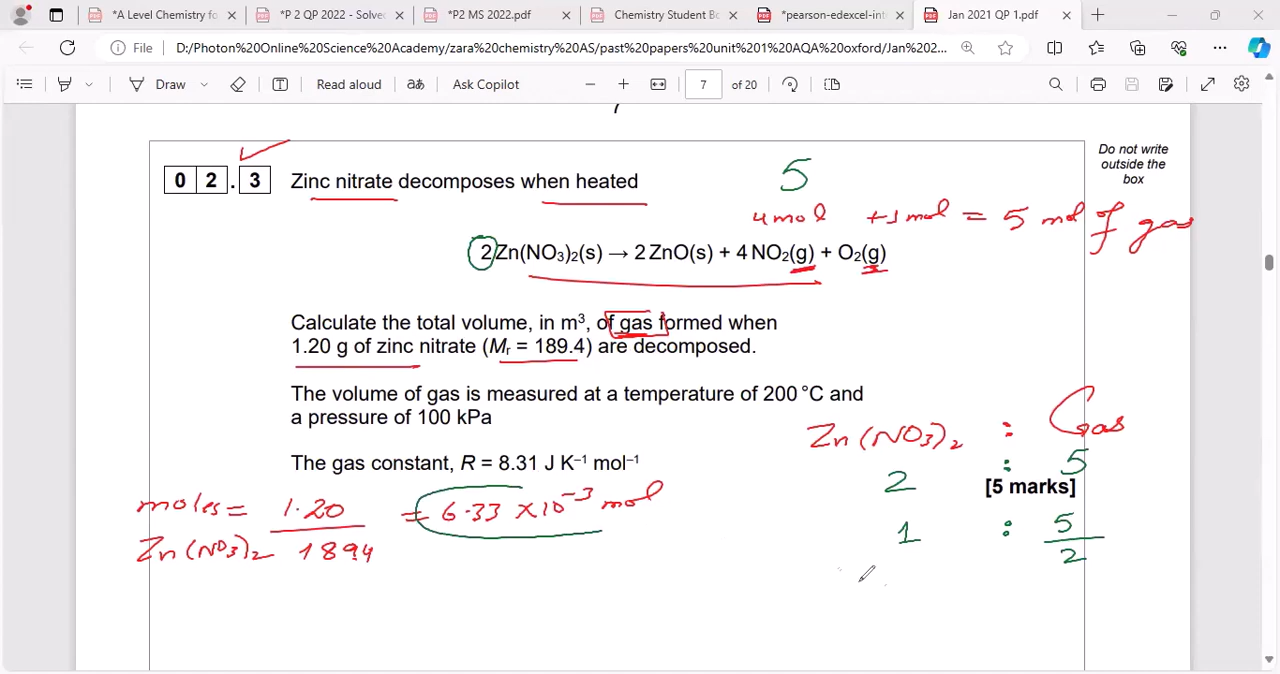 *A Level Chemistry fo
*P 2 QP 2022 - Solve
*P2 MS 2022.pdf
Chemistry Student Bo
*pearson-edexcel-int
Jan 2021 QP 1.pdf
File
D:/Photon%20Online%20Science%20Academy/zara%20chemistry%20AS/past%20papers%20unit%201%20AQA%20oxford/Jan%20...
Draw
Read aloud
aあ
Ask Copilot
7
of 20
7
Do not write
outside the
box
0 2 . 3
Zinc nitrate decomposes when heated
5
4mol + 1 mol = 5 mol of gas
2Zn(NO₃)₂(s) → 2 ZnO(s) + 4 NO₂(g) + O₂(g)
Calculate the total volume, in m³, of gas formed when
1.20 g of zinc nitrate (Mr = 189.4) are decomposed.
The volume of gas is measured at a temperature of 200 °C and
a pressure of 100 kPa
Zn(NO₃)₂ : Gas
The gas constant, R = 8.31 J K⁻¹ mol⁻¹
2 : 5
[5 marks]
moles = 1.20 = 6.33 ×10⁻³ mol
Zn(NO₃)₂ 189.4
1 : 5
2